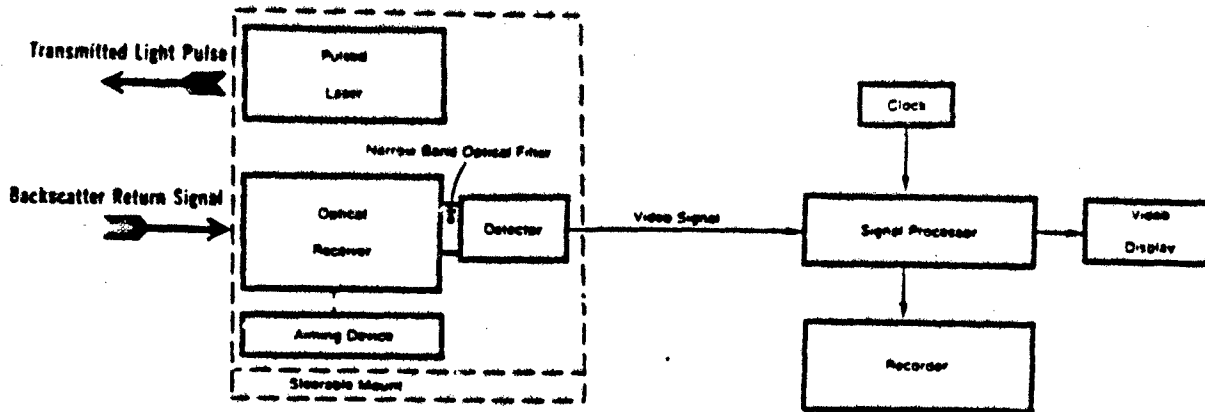 Transmitted Light Pulse
Pulsed
Laser
Clock
Narrow Band Optical Filter
Backscatter Return Signal
Optical
Receiver
Detector
Video Signal
Signal Processor
Video
Display
Aiming Device
Recorder
Steerable Mount